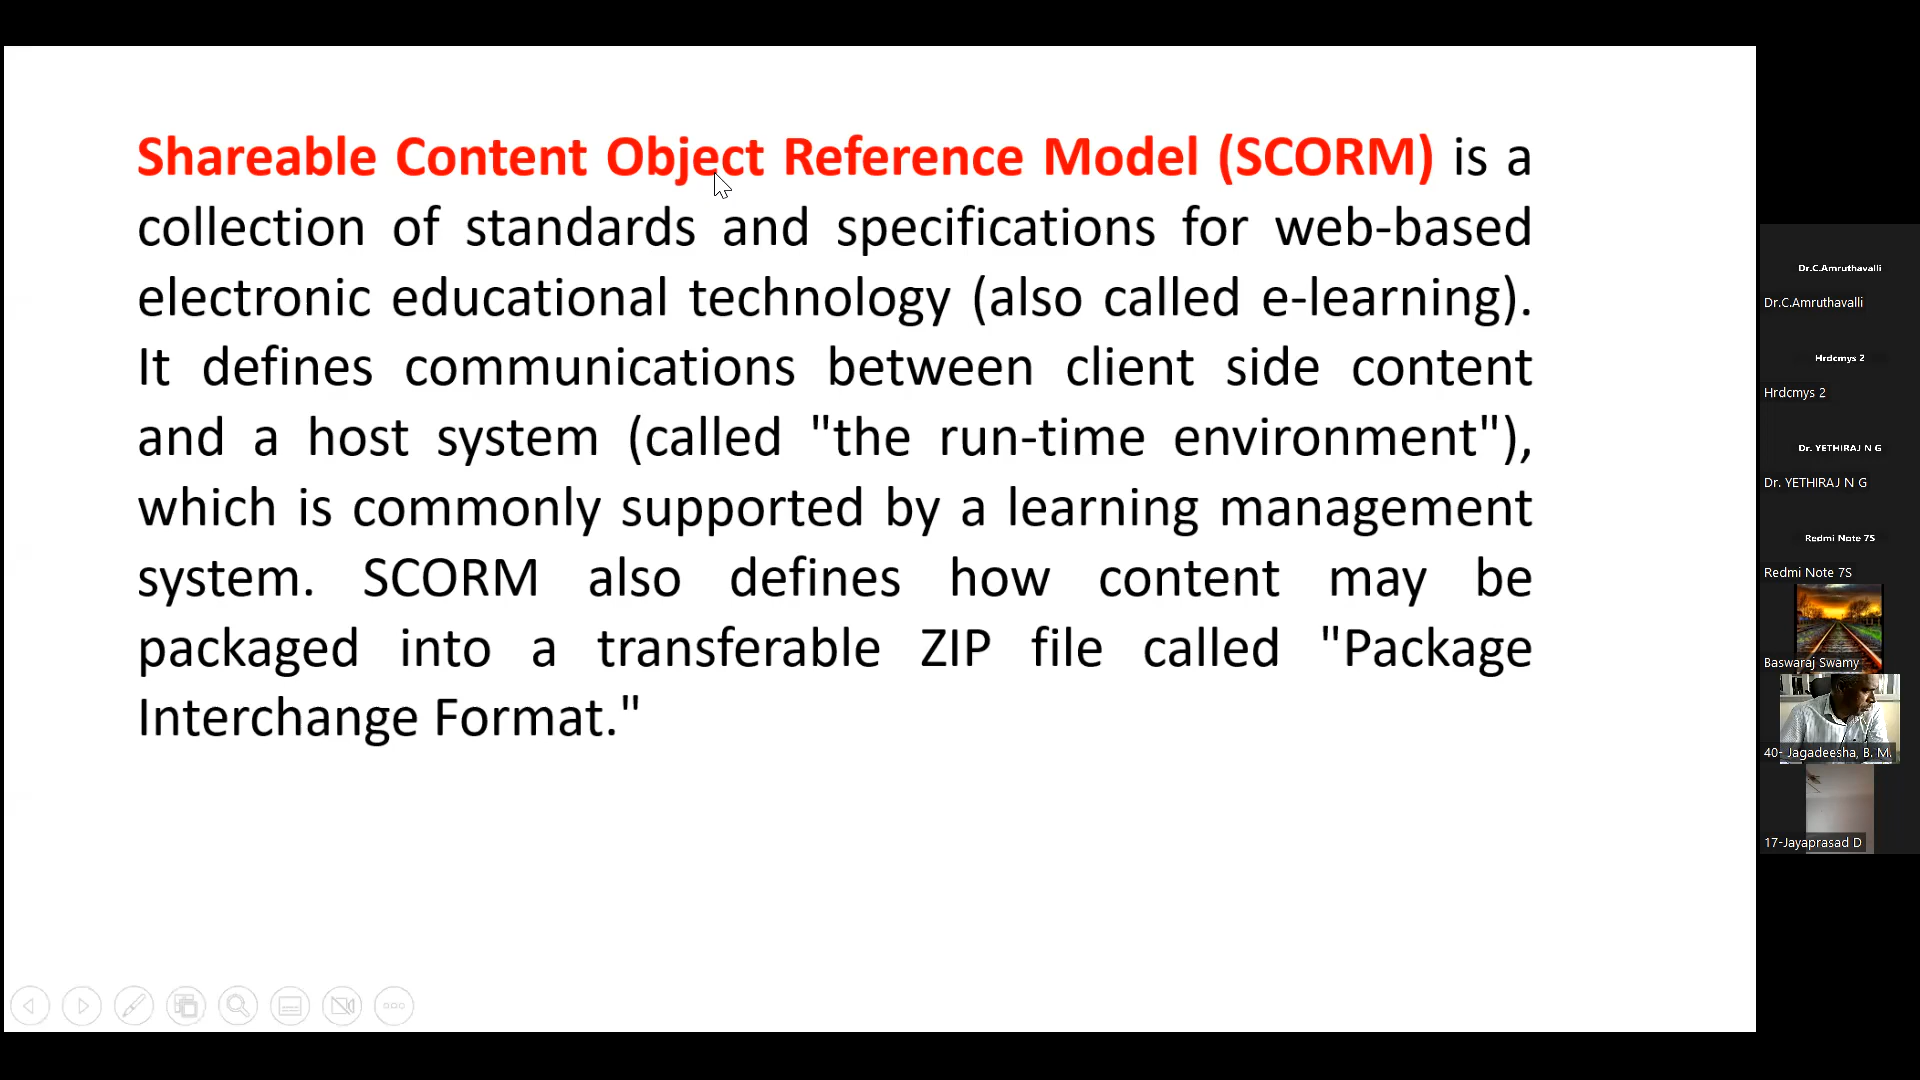 Shareable Content Object Reference Model (SCORM) is a
collection of standards and specifications for web-based
electronic educational technology (also called e-learning).
It defines communications between client side content
and a host system (called "the run-time environment"),
which is commonly supported by a learning management
system. SCORM also defines how content may be
packaged into a transferable ZIP file called "Package
Interchange Format."
Dr.C.Amruthavalli
Dr.C.Amruthavalli
Hrdcmys 2
Hrdcmys 2
Dr. YETHIRAJ N G
Dr. YETHIRAJ N G
Redmi Note 7S
Redmi Note 7S
Baswaraj Swamy
40- Jagadeesha, B. M.
17-Jayaprasad D